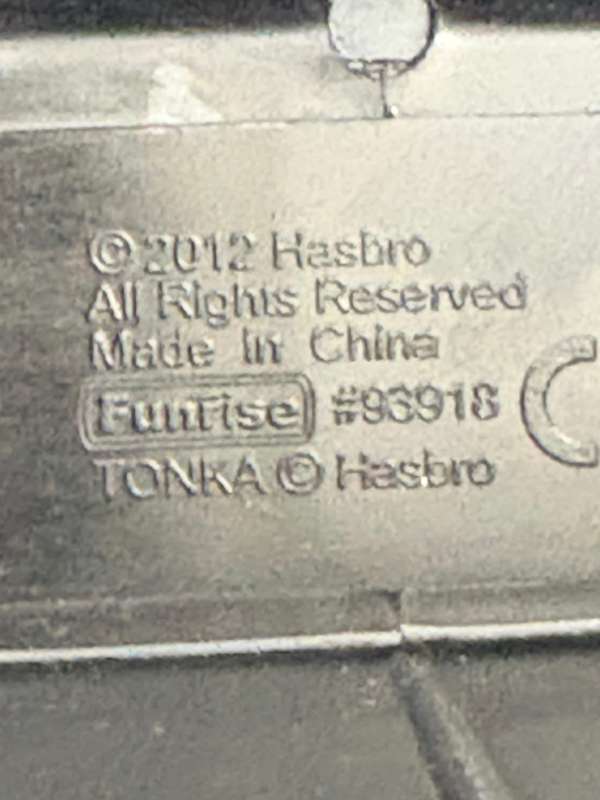 © 2012 Hasbro
All Rights Reserved
Made in China
Funrise #93918
TONKA © Hasbro